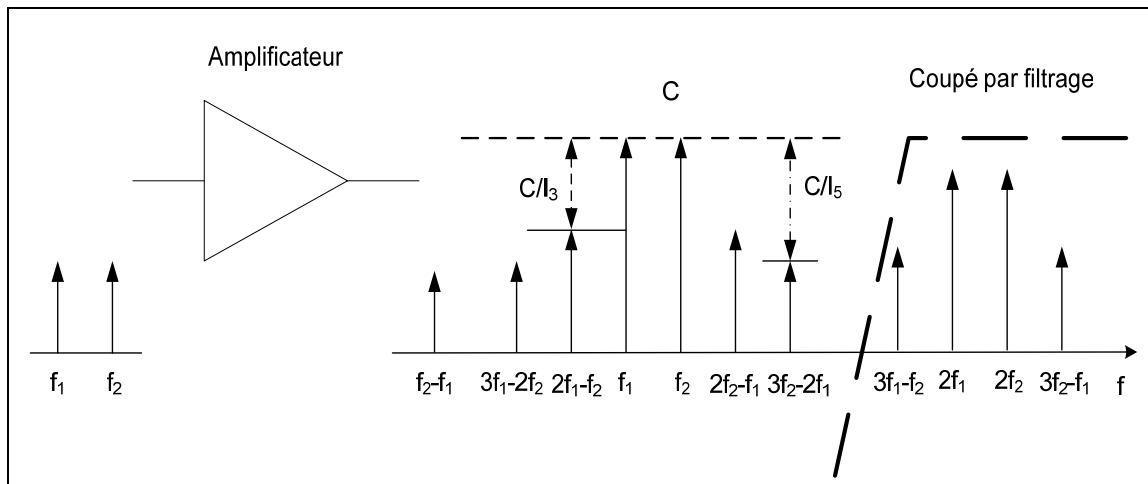 Amplificateur
C
Coupé par filtrage
C/I₃
C/I₅
f₁
f₂
f₂-f₁
3f₁-2f₂
2f₁-f₂
f₁
f₂
2f₂-f₁
3f₂-2f₁
3f₁-f₂
2f₁
2f₂
3f₂-f₁
f